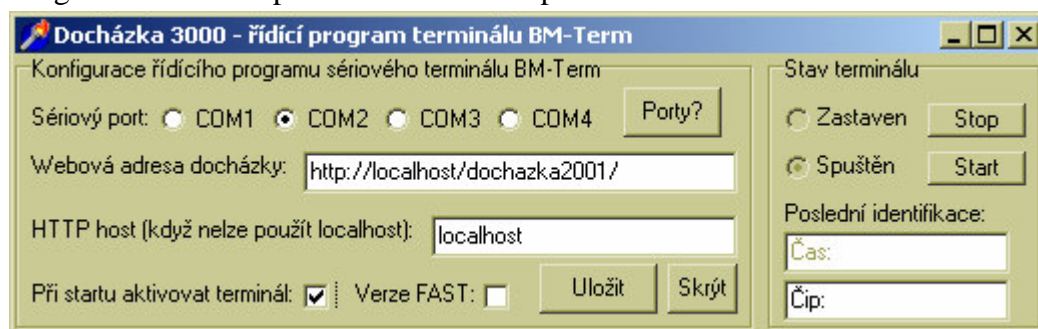 Docházka 3000 - řídící program terminálu BM-Term
Konfigurace řídícího programu sériového terminálu BM-Term
Sériový port: COM1 COM2 COM3 COM4 Porty?
Webová adresa docházky: http://localhost/dochazka2001/
HTTP host (když nelze použít localhost): localhost
Při startu aktivovat terminál: Verze FAST: Uložit Skrýt
Stav terminálu
Zastaven Stop
Spuštěn Start
Poslední identifikace:
Čas:
Čip: